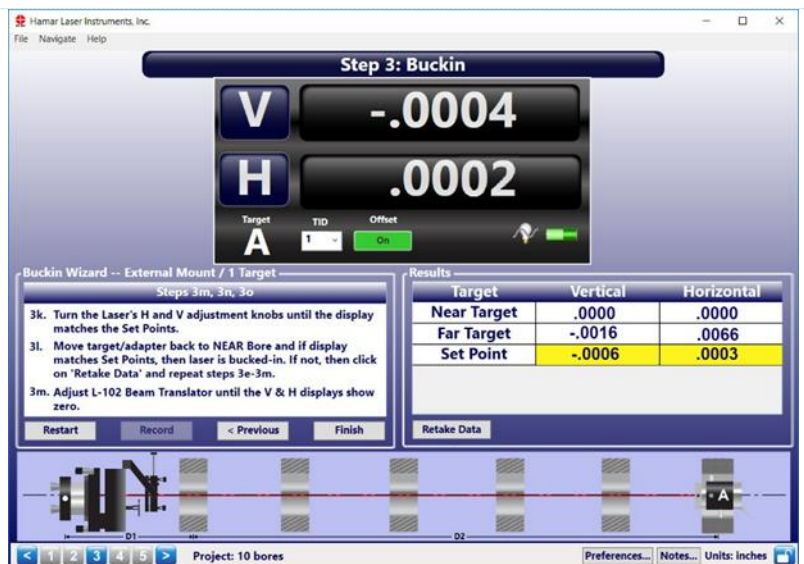 Hamar Laser Instruments, Inc.
File Navigate Help
Step 3: Buckin
V -.0004
H .0002
Target TID Offset
A 1 On
Buckin Wizard -- External Mount / 1 Target
Steps 3m, 3n, 3o
3k. Turn the Laser's H and V adjustment knobs until the display
matches the Set Points.
3l. Move target/adapter back to NEAR Bore and if display
matches Set Points, then laser is bucked-in. If not, then click
on 'Retake Data' and repeat steps 3e-3m.
3m. Adjust L-102 Beam Translator until the V & H displays show
zero.
Restart Record < Previous Finish
Results
Target Vertical Horizontal
Near Target .0000 .0000
Far Target -.0016 .0066
Set Point -.0006 .0003
Retake Data
A
D1 D2
< 1 2 3 4 5 > Project: 10 bores Preferences... Notes... Units: inches